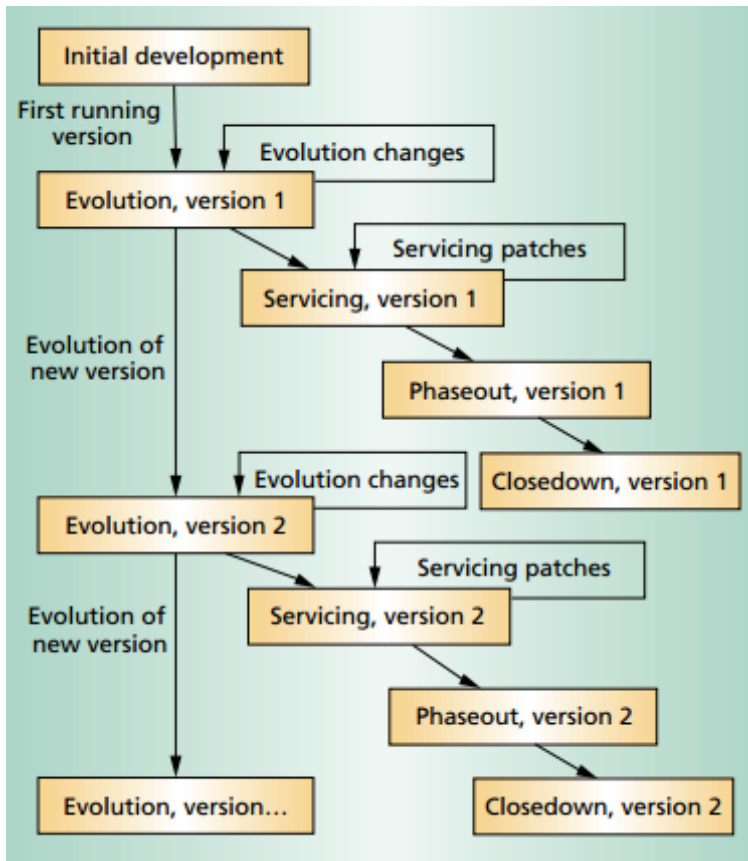 Initial development
First running
version
Evolution changes
Evolution, version 1
Servicing patches
Servicing, version 1
Evolution of
new version
Phaseout, version 1
Closedown, version 1
Evolution changes
Evolution, version 2
Servicing patches
Servicing, version 2
Evolution of
new version
Phaseout, version 2
Closedown, version 2
Evolution, version...